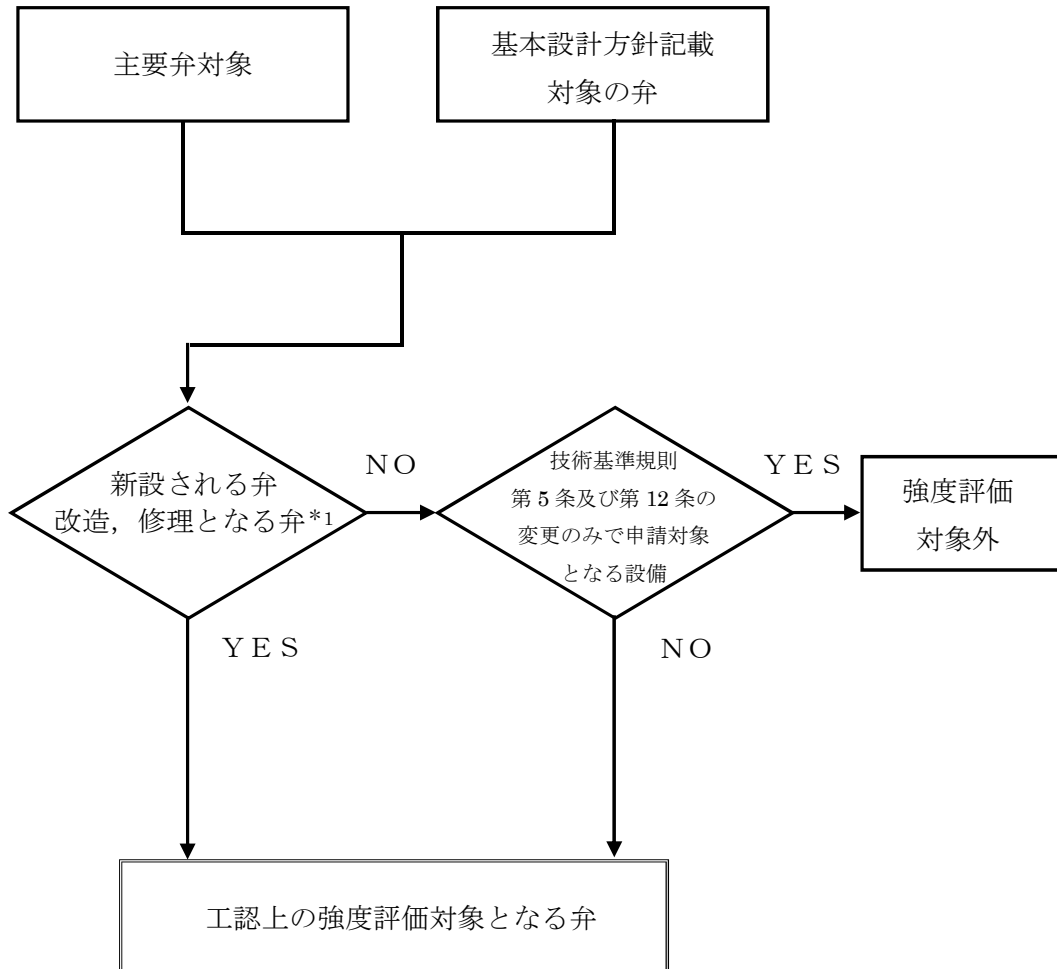 主要弁対象
基本設計方針記載
対象の弁
新設される弁
改造，修理となる弁*1
NO
技術基準規則
第5条及び第12条の
変更のみで申請対象
となる設備
YES
強度評価
対象外
YES
NO
工認上の強度評価対象となる弁